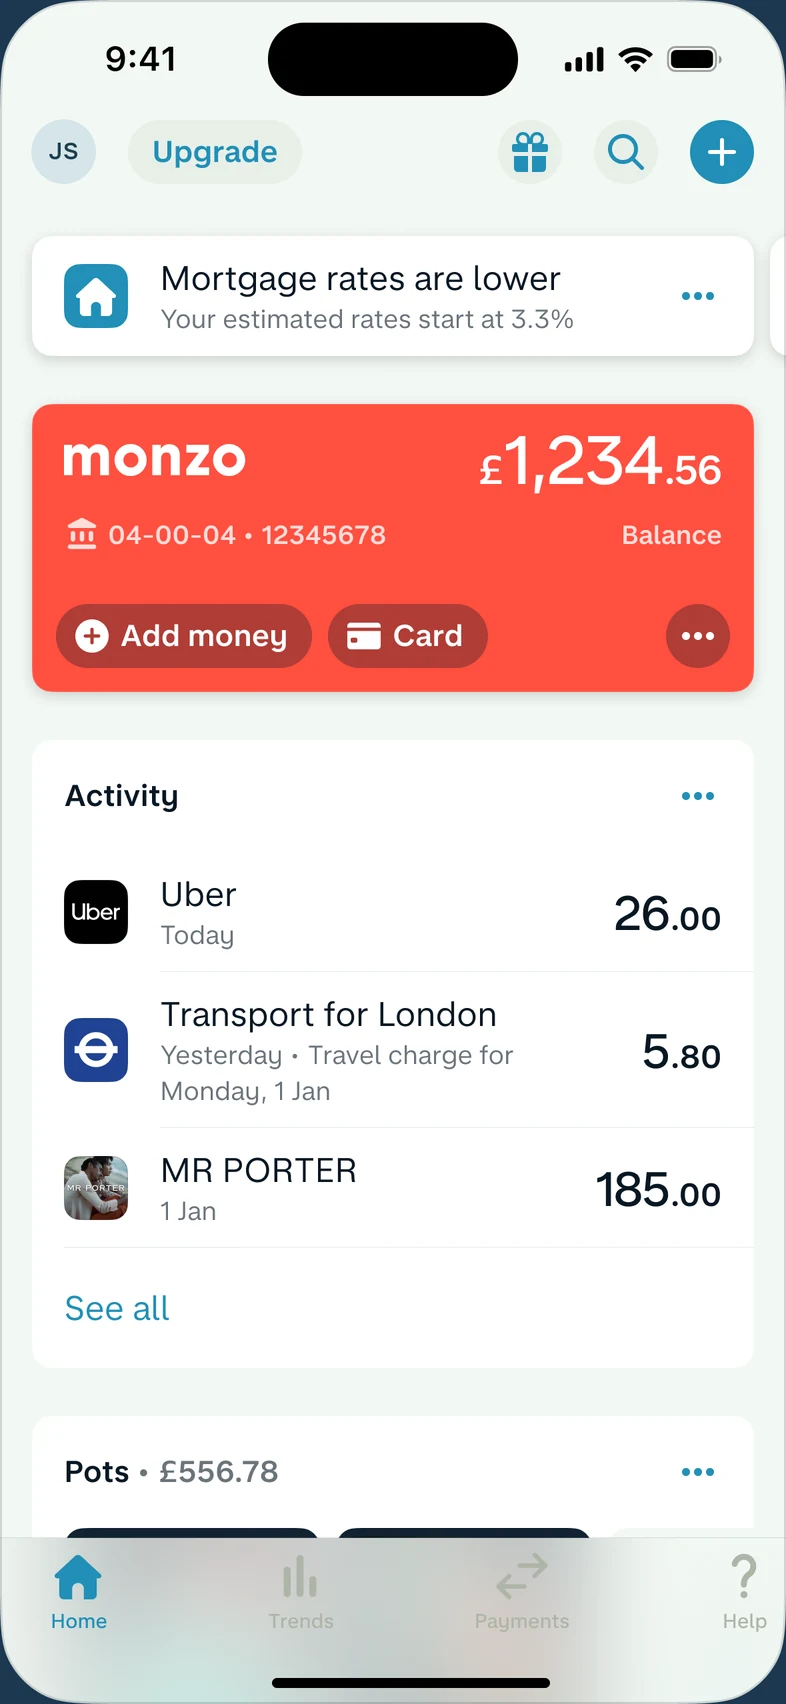 9:41
JS
Upgrade
Mortgage rates are lower
Your estimated rates start at 3.3%
monzo
£1,234.56
04-00-04 • 12345678
Balance
Add money
Card
Activity
Uber
Uber
Today
26.00
Transport for London
Yesterday • Travel charge for
Monday, 1 Jan
5.80
MR PORTER
MR PORTER
1 Jan
185.00
See all
Pots • £556.78
Home
Trends
Payments
Help